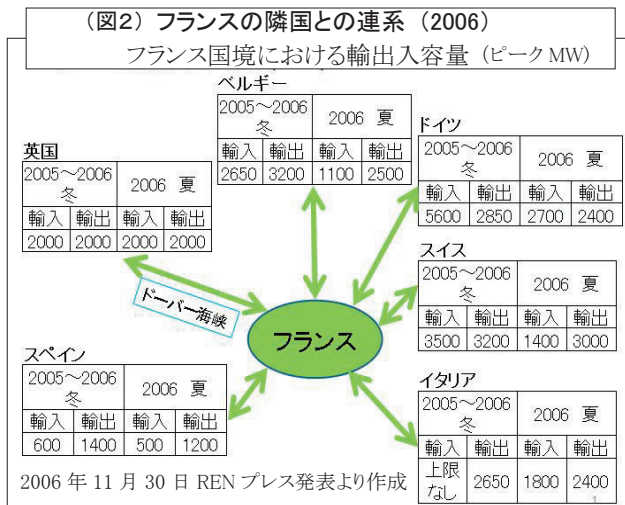 (図2) フランスの隣国との連系 (2006)
フランス国境における輸出入容量 (ピーク MW)
ベルギー
2005～2006 冬 2006 夏
輸入 輸出 輸入 輸出
2650 3200 1100 2500
ドイツ
2005～2006 冬 2006 夏
輸入 輸出 輸入 輸出
5600 2850 2700 2400
英国
2005～2006 冬 2006 夏
輸入 輸出 輸入 輸出
2000 2000 2000 2000
スイス
2005～2006 冬 2006 夏
輸入 輸出 輸入 輸出
3500 3200 1400 3000
ドーバー海峡
フランス
スペイン
2005～2006 冬 2006 夏
輸入 輸出 輸入 輸出
600 1400 500 1200
イタリア
2005～2006 冬 2006 夏
輸入 輸出 輸入 輸出
上限なし 2650 1800 2400
2006 年 11 月 30 日 REN プレス発表より作成
1